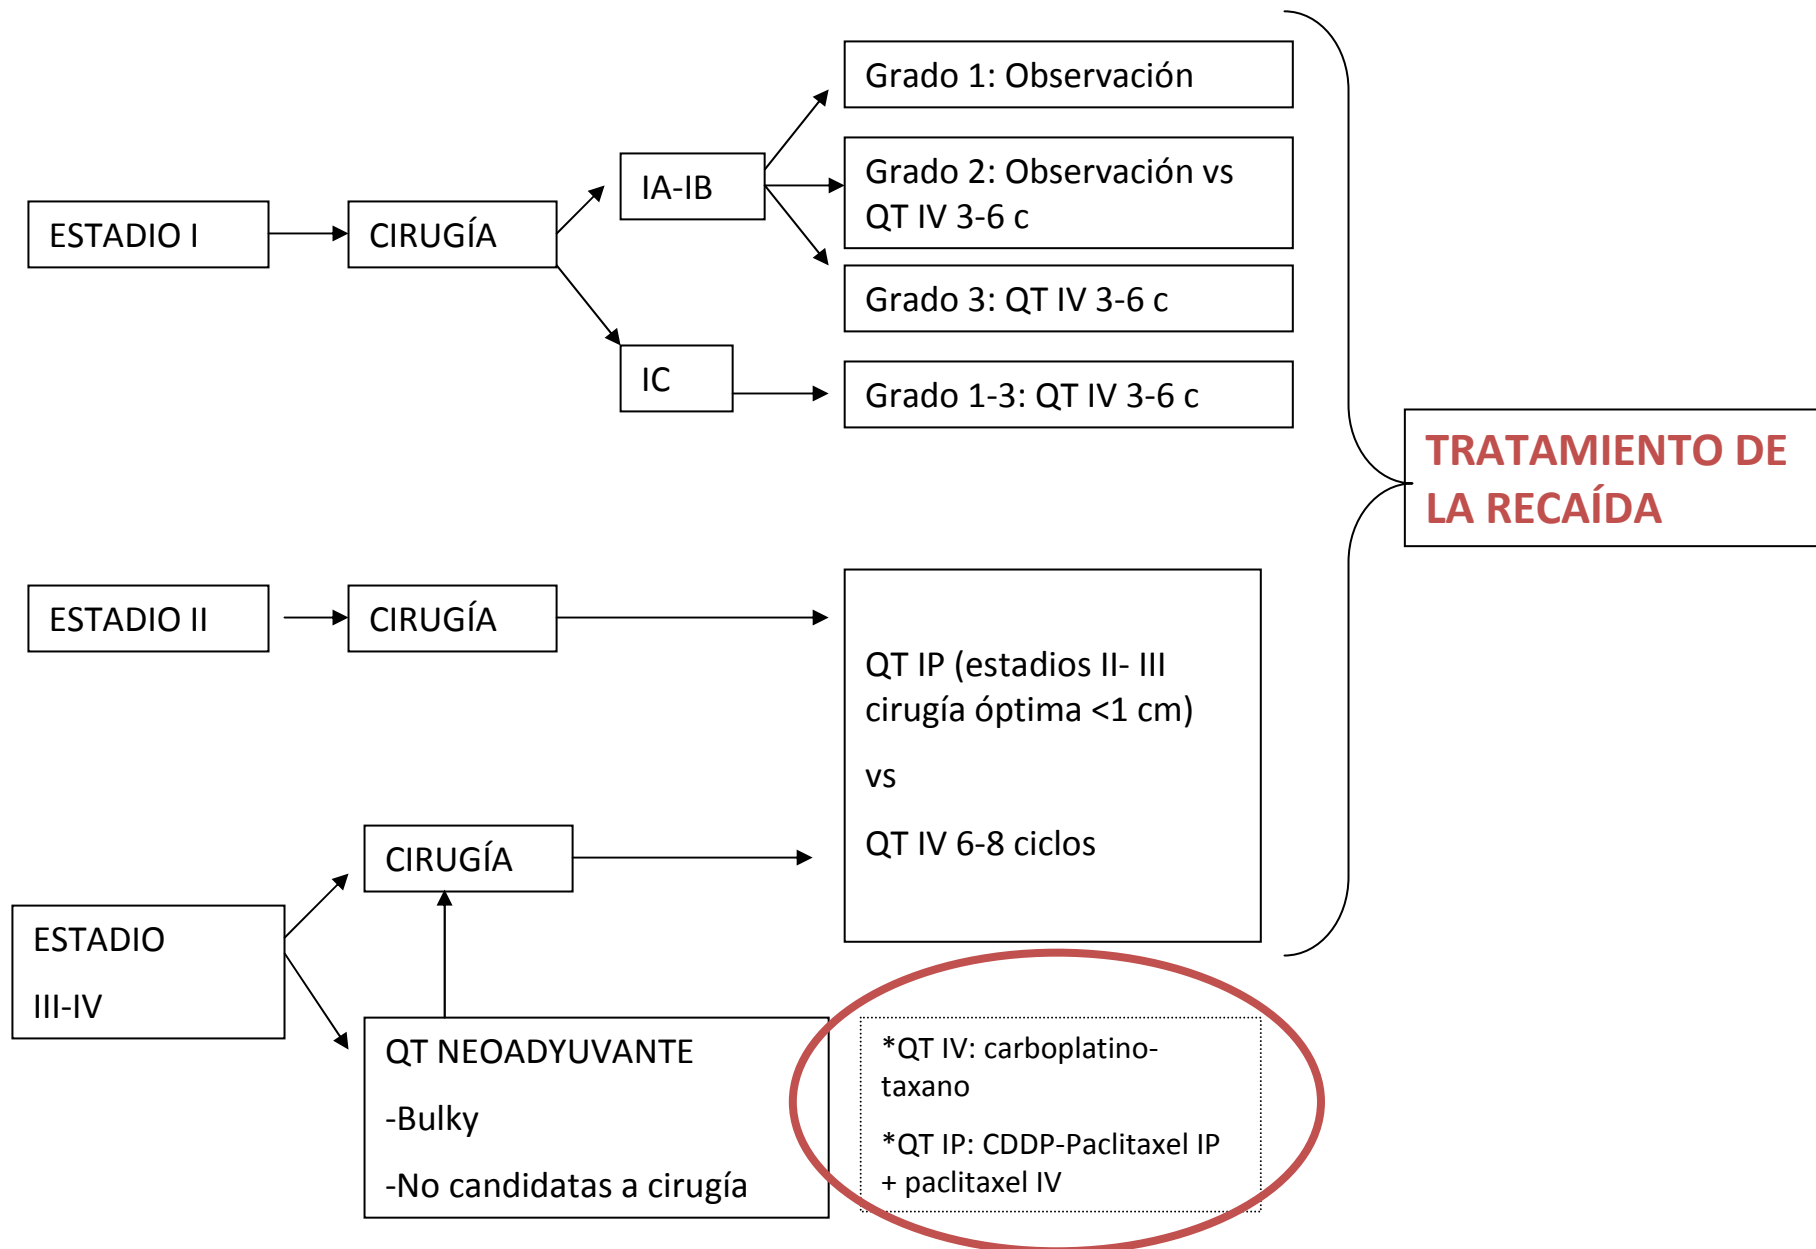 Grado 1: Observación
IA-IB
Grado 2: Observación vs
QT IV 3-6 c
ESTADIO I
CIRUGÍA
Grado 3: QT IV 3-6 c
IC
Grado 1-3: QT IV 3-6 c
TRATAMIENTO DE
LA RECAÍDA
ESTADIO II
CIRUGÍA
QT IP (estadios II- III
cirugía óptima <1 cm)
vs
QT IV 6-8 ciclos
CIRUGÍA
ESTADIO
III-IV
QT NEOADYUVANTE
-Bulky
-No candidatas a cirugía
*QT IV: carboplatino-
taxano
*QT IP: CDDP-Paclitaxel IP
+ paclitaxel IV